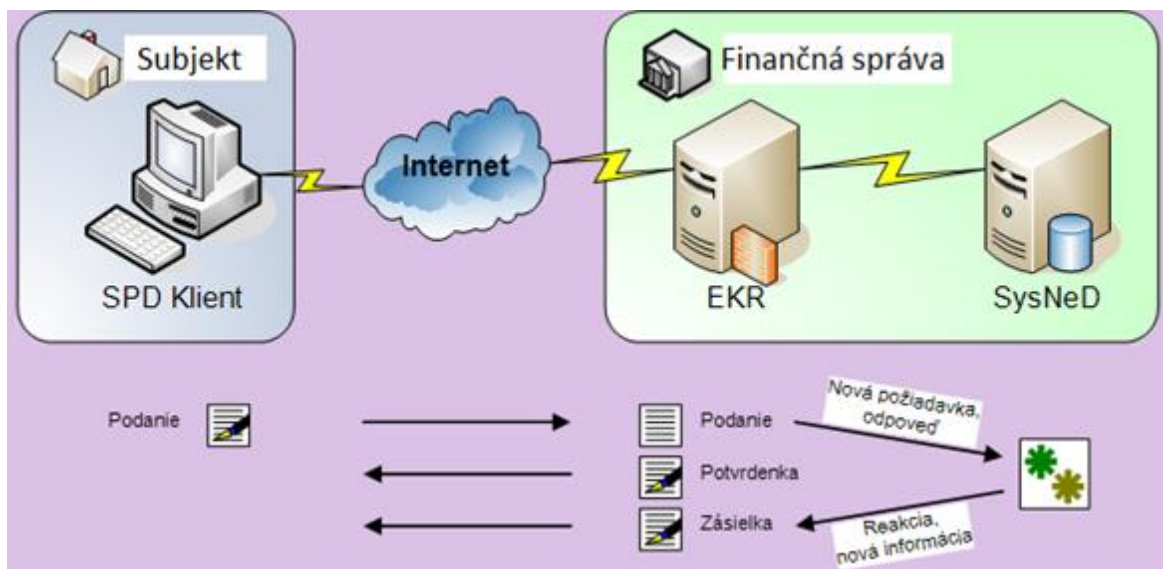 Subjekt
Finančná správa
Internet
SPD Klient
EKR
SysNeD
Podanie
Podanie
Nová požiadavka,
odpoveď
Potvrdenka
Zásielka
Reakcia,
nová informácia